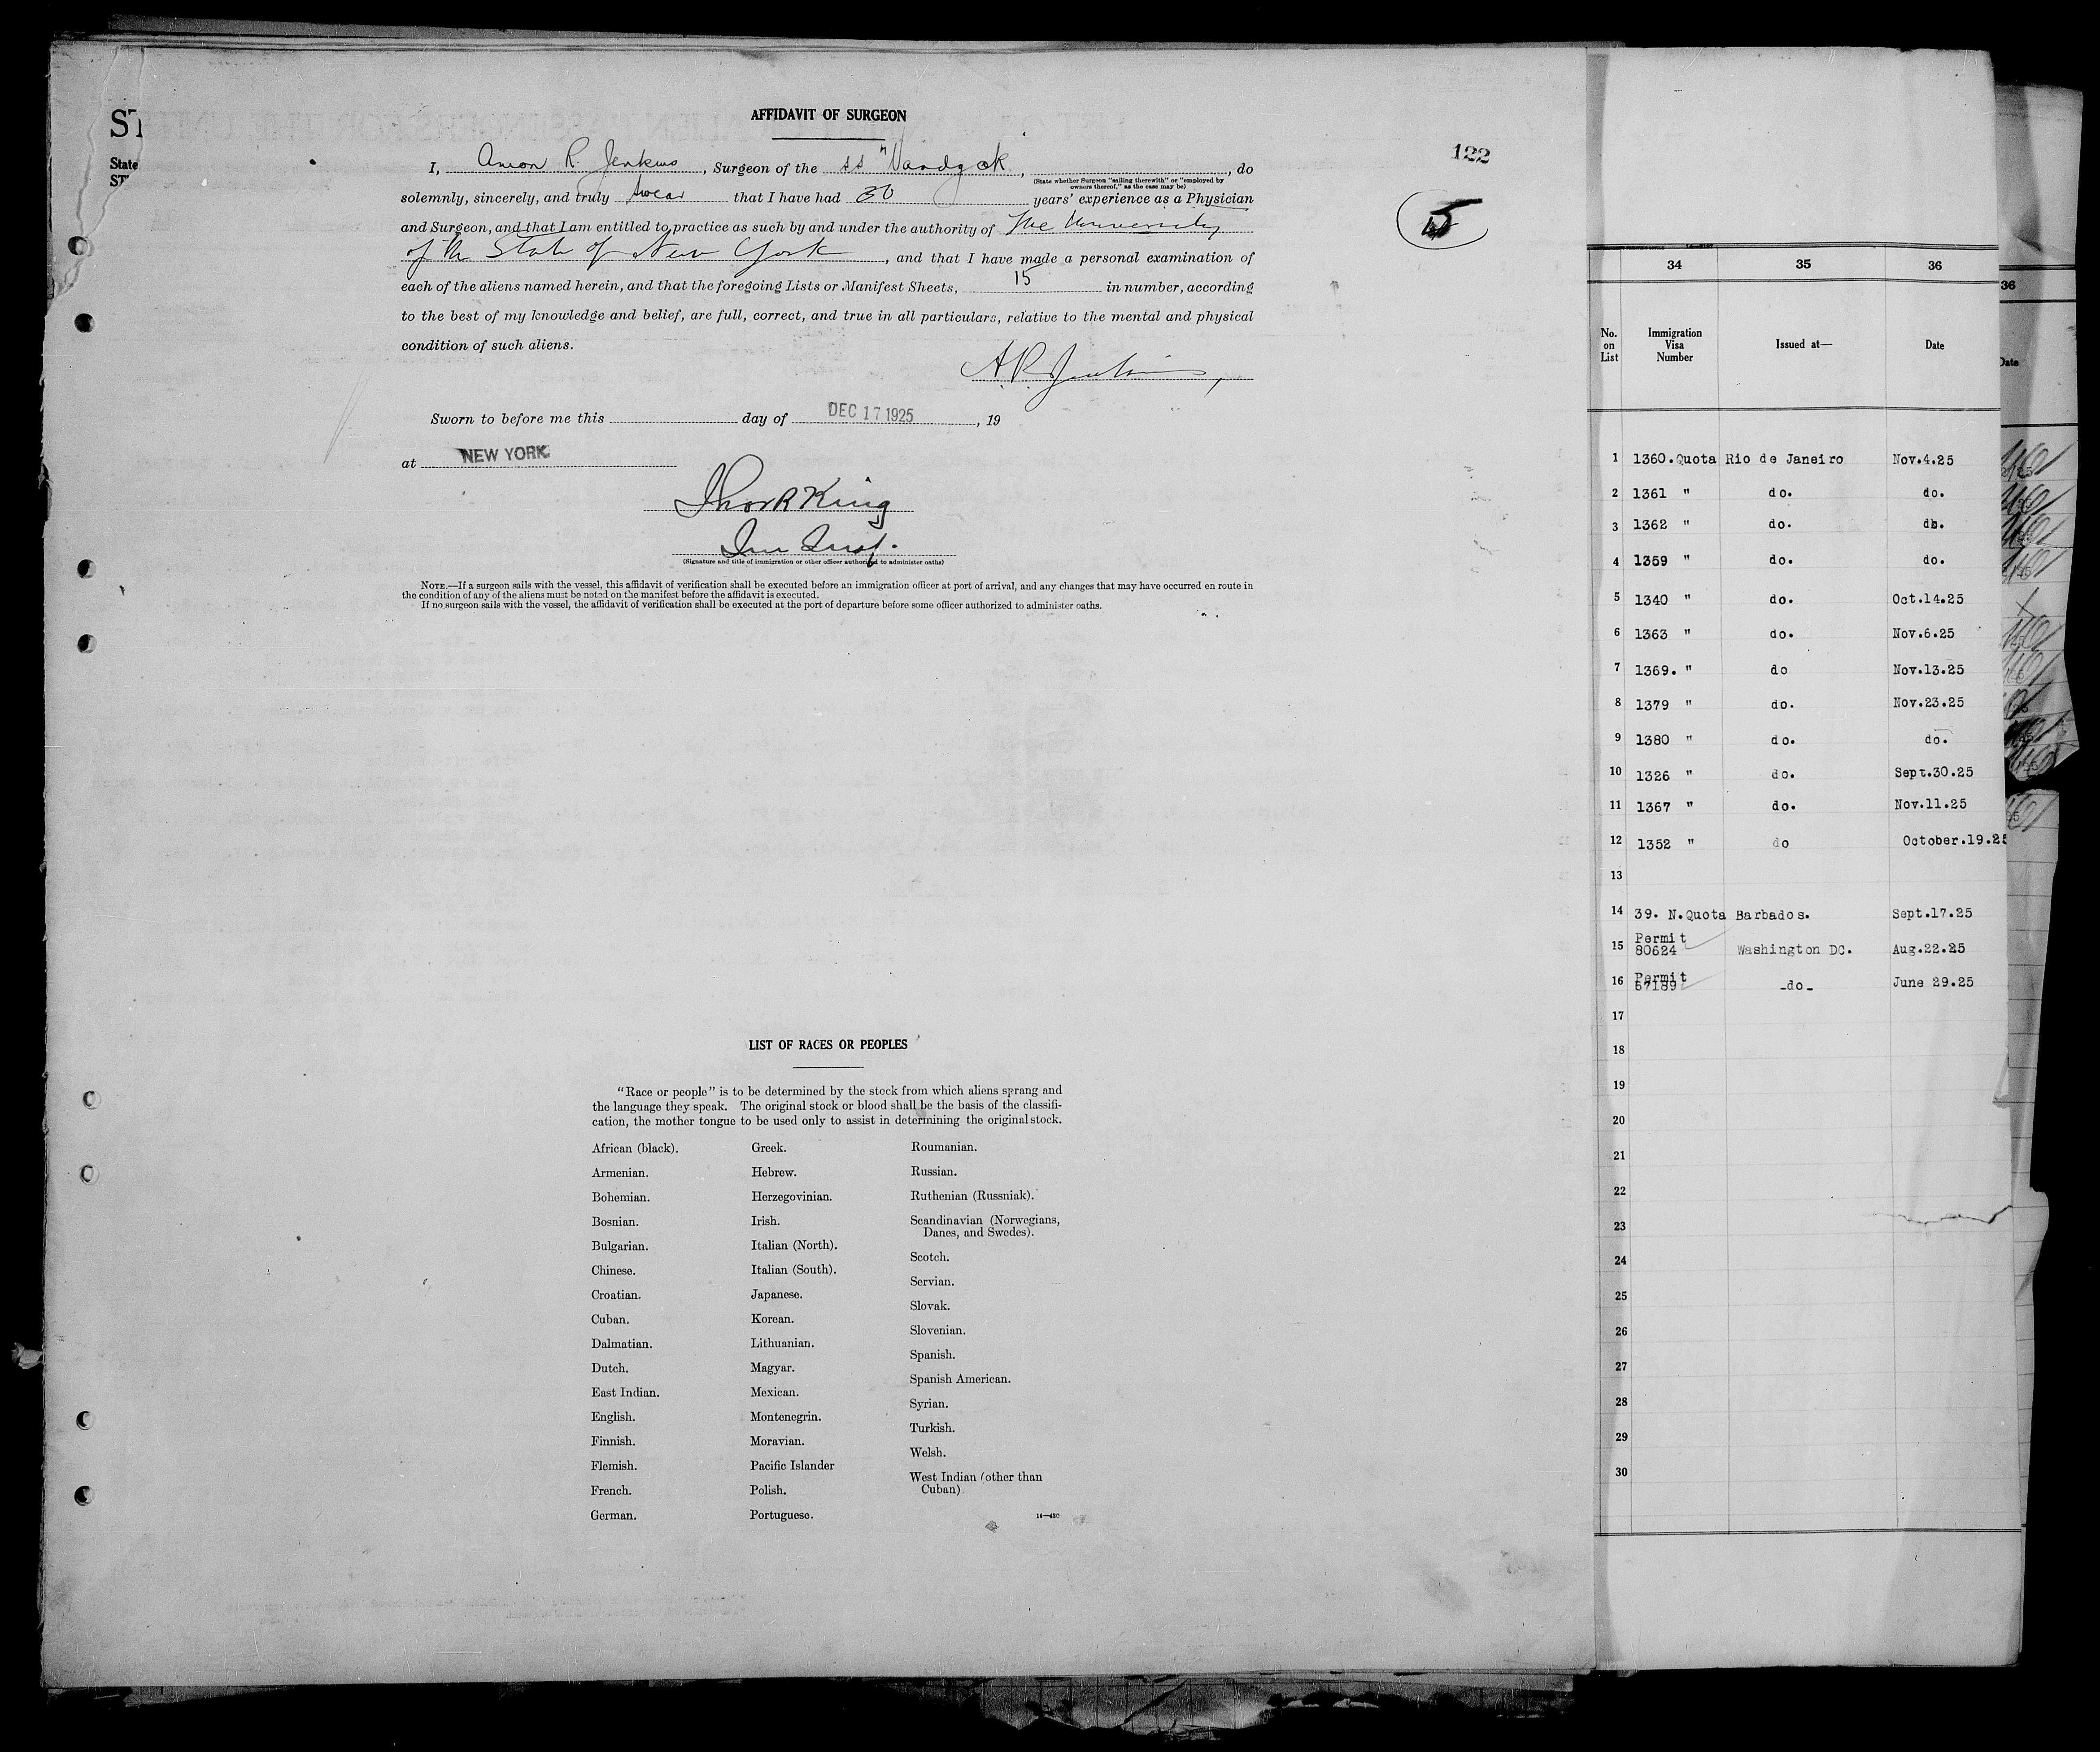 AFFIDAVIT OF SURGEON
122
I, R. Jenkins, Surgeon of the SS "Vandyck, , do
(State whether Surgeon "sailing therewith" or "employed by
owners thereof," as the case may be)
solemnly, sincerely, and truly swear that I have had 30 years' experience as a Physician
and Surgeon, and that I am entitled to practice as such by and under the authority of The University
of the State of New York, and that I have made a personal examination of
each of the aliens named herein, and that the foregoing Lists or Manifest Sheets, 15 in number, according
to the best of my knowledge and belief, are full, correct, and true in all particulars, relative to the mental and physical
condition of such aliens.
A. R. Jenkins,
Sworn to before me this day of DEC 17 1925, 19
at NEW YORK
King
Imm Insp.
(Signature and title of immigration or other officer authorized to administer oaths)
NOTE.—If a surgeon sails with the vessel, this affidavit of verification shall be executed before an immigration officer at port of arrival, and any changes that may have occurred en route in
the condition of any of the aliens must be noted on the manifest before the affidavit is executed.
If no surgeon sails with the vessel, the affidavit of verification shall be executed at the port of departure before some officer authorized to administer oaths.
LIST OF RACES OR PEOPLES
"Race or people" is to be determined by the stock from which aliens sprang and
the language they speak. The original stock or blood shall be the basis of the classifi-
cation, the mother tongue to be used only to assist in determining the original stock.
African (black).
Armenian.
Bohemian.
Bosnian.
Bulgarian.
Chinese.
Croatian.
Cuban.
Dalmatian.
Dutch.
East Indian.
English.
Finnish.
Flemish.
French.
German.
Greek.
Hebrew.
Herzegovinian.
Irish.
Italian (North).
Italian (South).
Japanese.
Korean.
Lithuanian.
Magyar.
Mexican.
Montenegrin.
Moravian.
Pacific Islander
Polish.
Portuguese.
Roumanian.
Russian.
Ruthenian (Russniak).
Scandinavian (Norwegians,
Danes, and Swedes).
Scotch.
Servian.
Slovak.
Slovenian.
Spanish.
Spanish American.
Syrian.
Turkish.
Welsh.
West Indian (other than
Cuban)
State
ST
34 35 36
No.
on
List
Immigration
Visa
Number
Issued at—
Date
1 1360.Quota Rio de Janeiro Nov.4.25
2 1361 " do. do.
3 1362 " do. do.
4 1359 " do. do.
5 1340 " do. Oct.14.25
6 1363 " do. Nov.6.25
7 1369. " do Nov.13.25
8 1379 " do. Nov.23.25
9 1380 " do. do.
10 1326 " do. Sept.30.25
11 1367 " do. Nov.11.25
12 1352 " do October.19.25
13
14 39. N.Quota Barbados. Sept.17.25
15 Permit 80624 Washington DC. Aug.22.25
16 Permit 67189 -do- June 29.25
17
18
19
20
21
22
23
24
25
26
27
28
29
30
36
Date